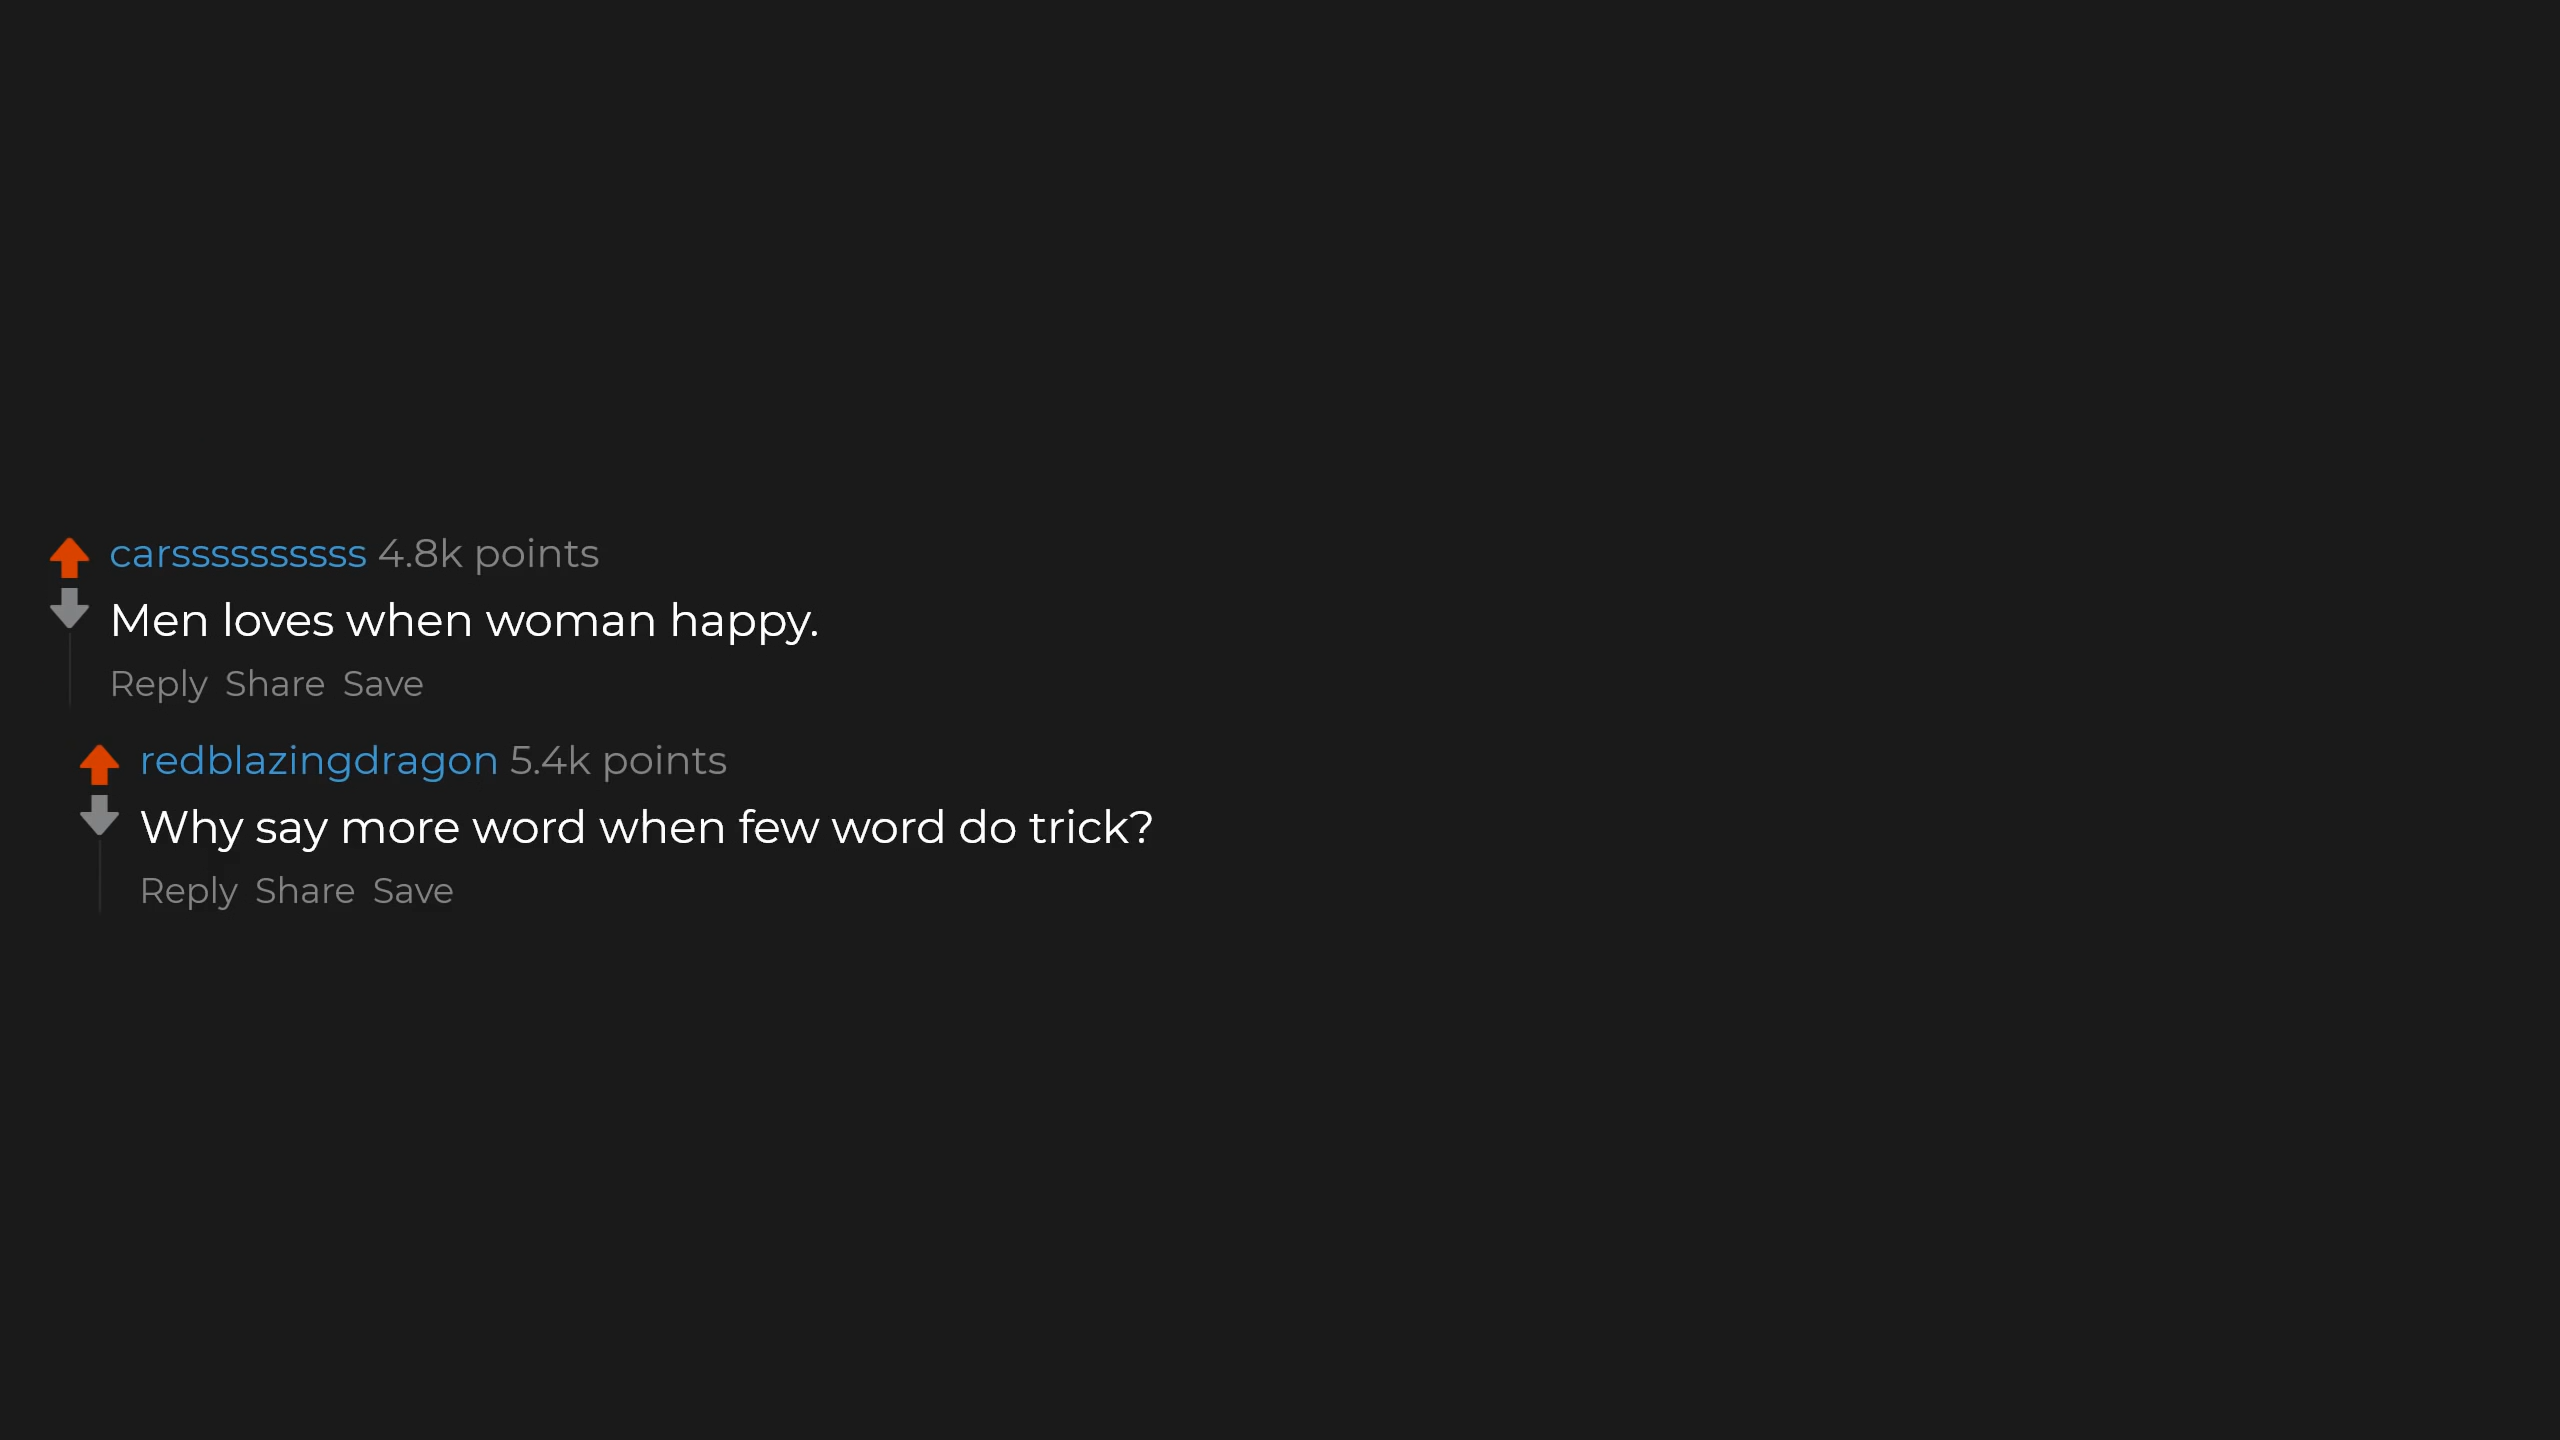 carsssssssssss 4.8k points
Men loves when woman happy.
Reply Share Save
redblazingdragon 5.4k points
Why say more word when few word do trick?
Reply Share Save